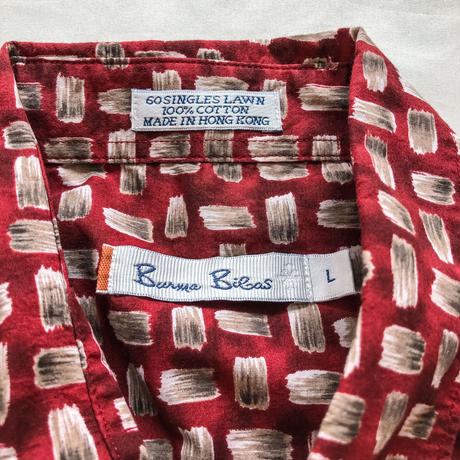 60 SINGLES LAWN
100% COTTON
MADE IN HONG KONG
Burma Bibas
L